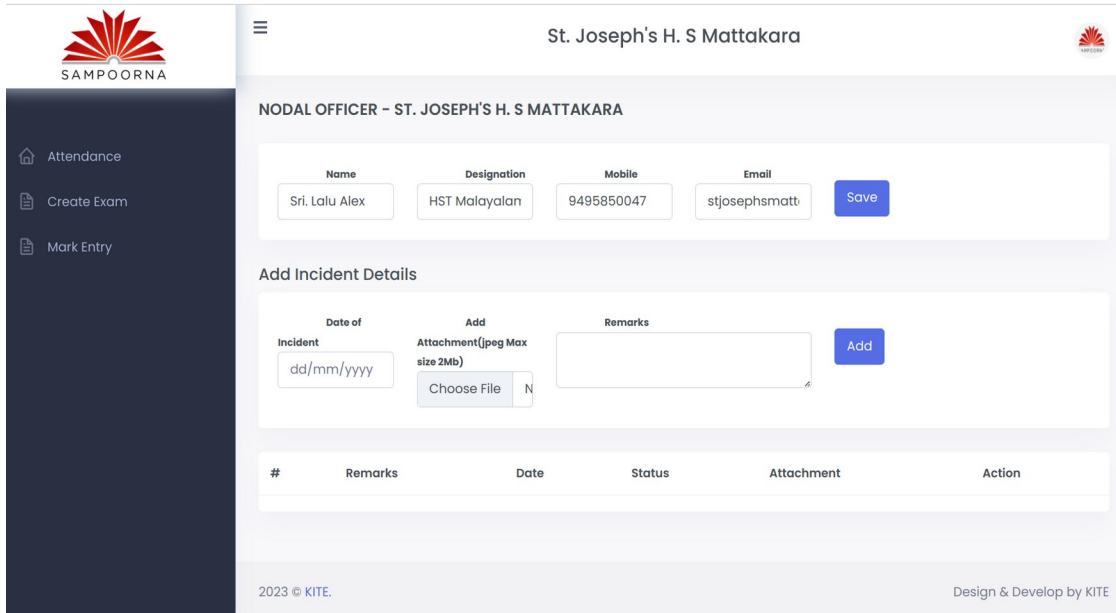 SAMPOORNA
St. Joseph's H. S Mattakara
Attendance
Create Exam
Mark Entry
NODAL OFFICER - ST. JOSEPH'S H. S MATTAKARA
Name Designation Mobile Email
Sri. Lalu Alex HST Malayalan 9495850047 stjosephsmatt Save
Add Incident Details
Date of Incident
dd/mm/yyyy
Add Attachment(jpeg Max size 2Mb)
Choose File N
Remarks
Add
# Remarks Date Status Attachment Action
2023 © KITE. Design & Develop by KITE